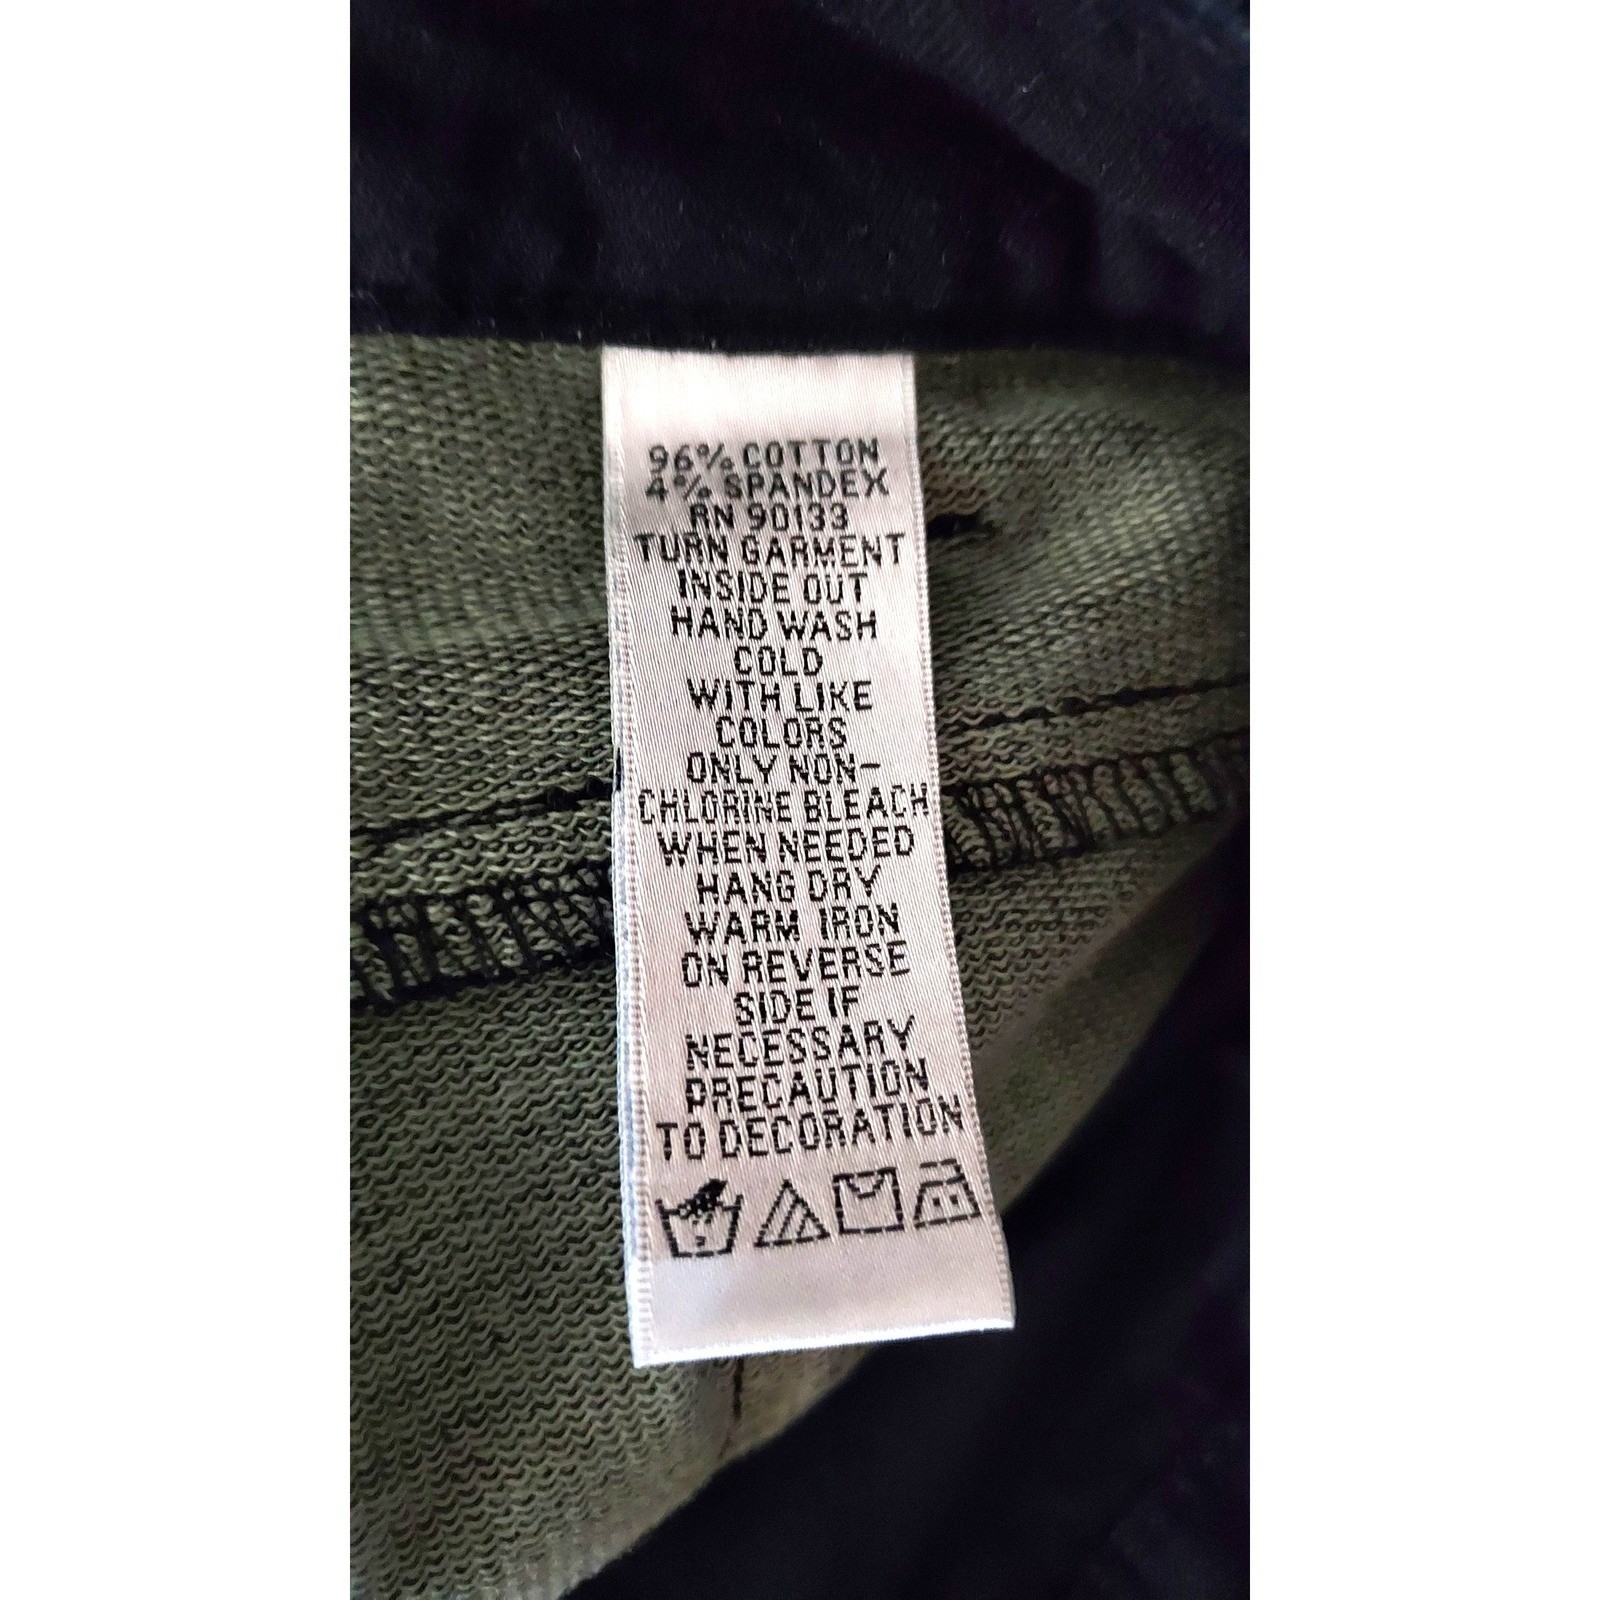 96% COTTON
4% SPANDEX
RN 90133
TURN GARMENT
INSIDE OUT
HAND WASH
COLD
WITH LIKE
COLORS
ONLY NON-
CHLORINE BLEACH
WHEN NEEDED
HANG DRY
WARM IRON
ON REVERSE
SIDE IF
NECESSARY
PRECAUTION
TO DECORATION